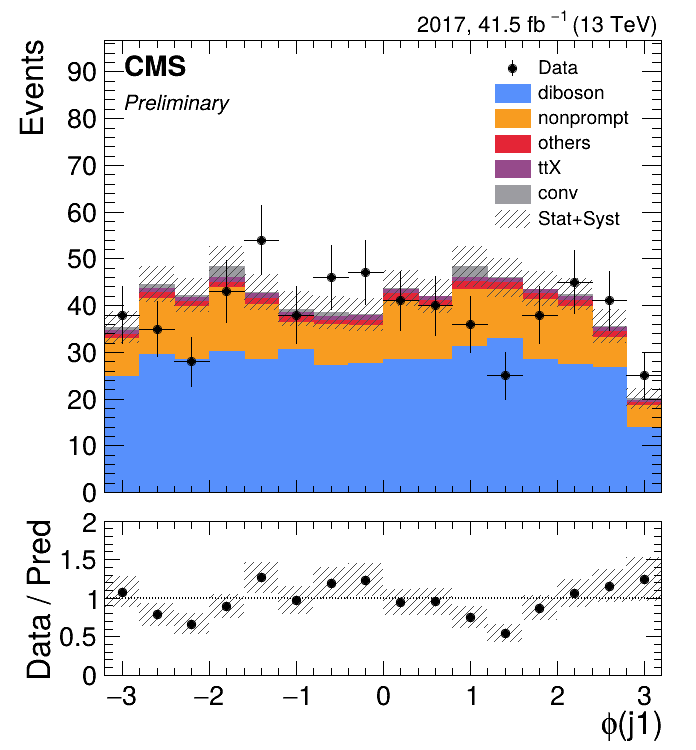 2017, 41.5 fb⁻¹ (13 TeV)
Events
CMS
Preliminary
Data
diboson
nonprompt
others
ttX
conv
Stat+Syst
90
80
70
60
50
40
30
20
10
0
Data / Pred
2
1.5
1
0.5
0
−3 −2 −1 0 1 2 3
ϕ(j1)